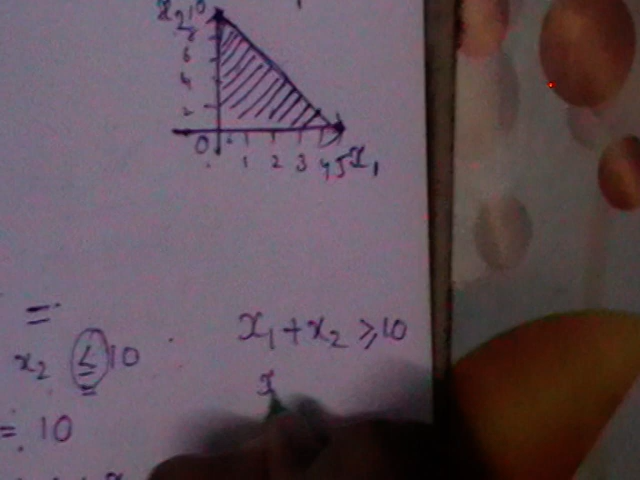 x₂ 10
8
6
4
2
0 1 2 3 4 5 x₁
=
x₁ + x₂ ≥ 10
x₂ ≤ 10
x
= 10